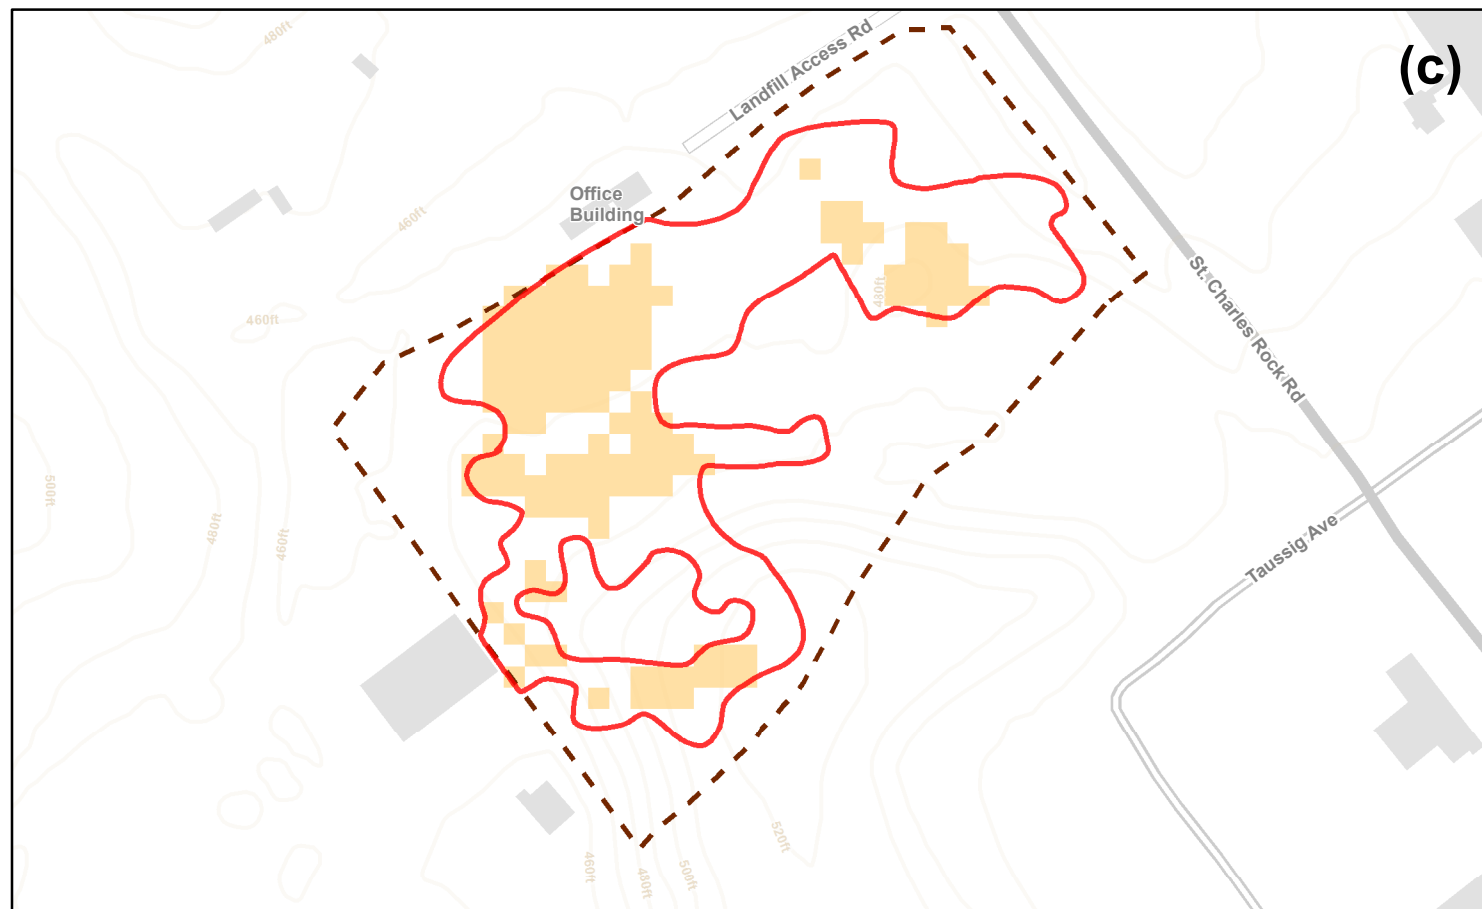 (c)
480ft
Landfill Access Rd
Office
Building
460ft
460ft
480ft
St. Charles Rock Rd
500ft
480ft
460ft
Taussig Ave
520ft
460ft
480ft
500ft